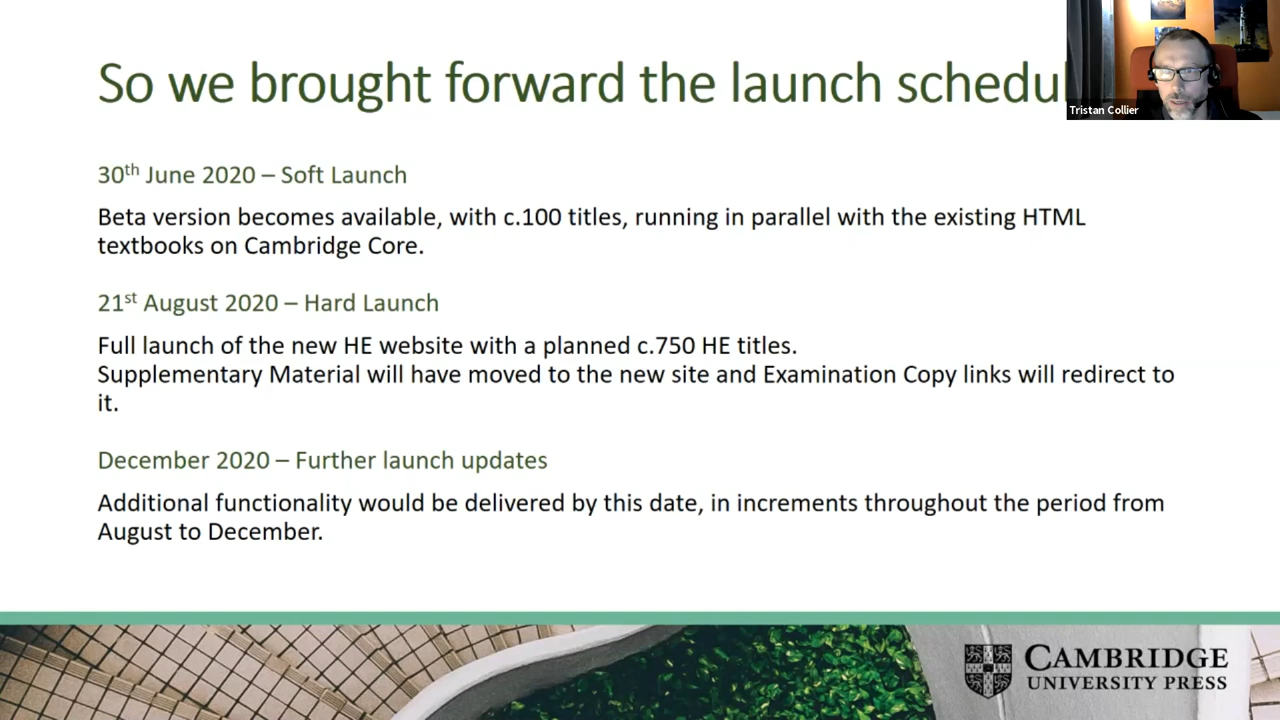 So we brought forward the launch schedul
Tristan Collier
30th June 2020 – Soft Launch
Beta version becomes available, with c.100 titles, running in parallel with the existing HTML
textbooks on Cambridge Core.
21st August 2020 – Hard Launch
Full launch of the new HE website with a planned c.750 HE titles.
Supplementary Material will have moved to the new site and Examination Copy links will redirect to
it.
December 2020 – Further launch updates
Additional functionality would be delivered by this date, in increments throughout the period from
August to December.
CAMBRIDGE
UNIVERSITY PRESS